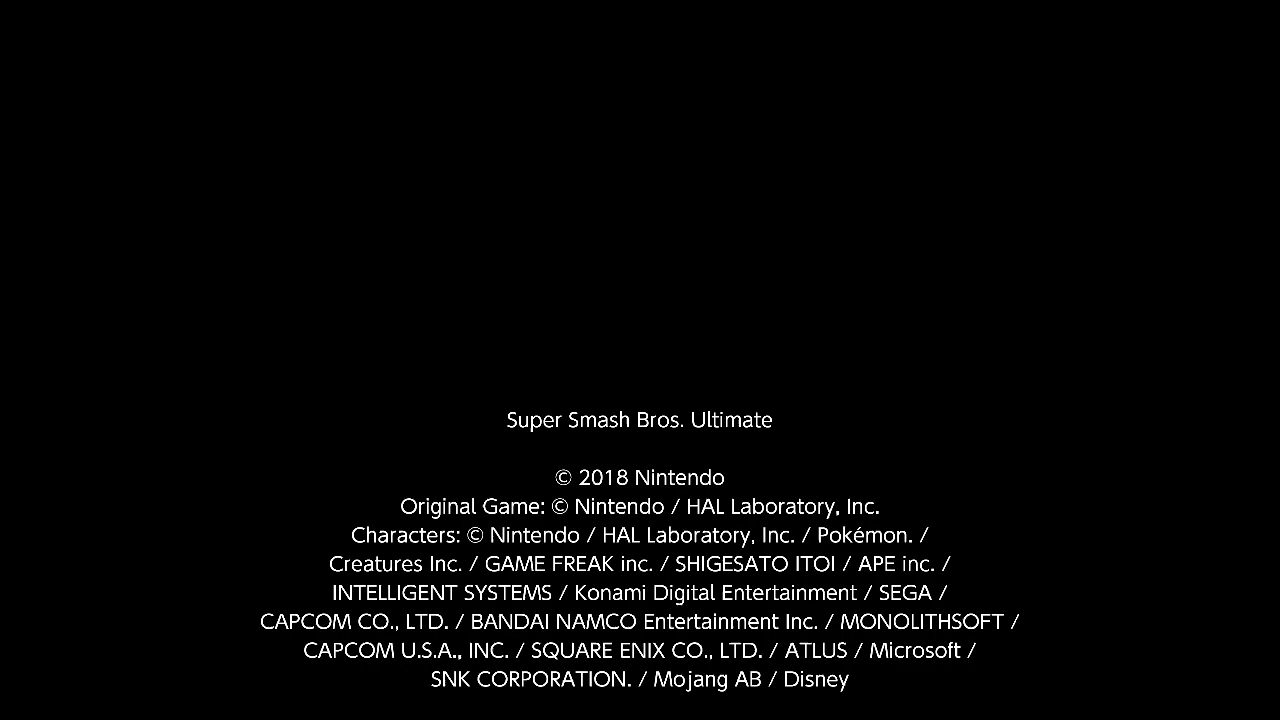 Super Smash Bros. Ultimate
© 2018 Nintendo
Original Game: © Nintendo / HAL Laboratory, Inc.
Characters: © Nintendo / HAL Laboratory, Inc. / Pokémon. /
Creatures Inc. / GAME FREAK inc. / SHIGESATO ITOI / APE inc. /
INTELLIGENT SYSTEMS / Konami Digital Entertainment / SEGA /
CAPCOM CO., LTD. / BANDAI NAMCO Entertainment Inc. / MONOLITHSOFT /
CAPCOM U.S.A., INC. / SQUARE ENIX CO., LTD. / ATLUS / Microsoft /
SNK CORPORATION. / Mojang AB / Disney